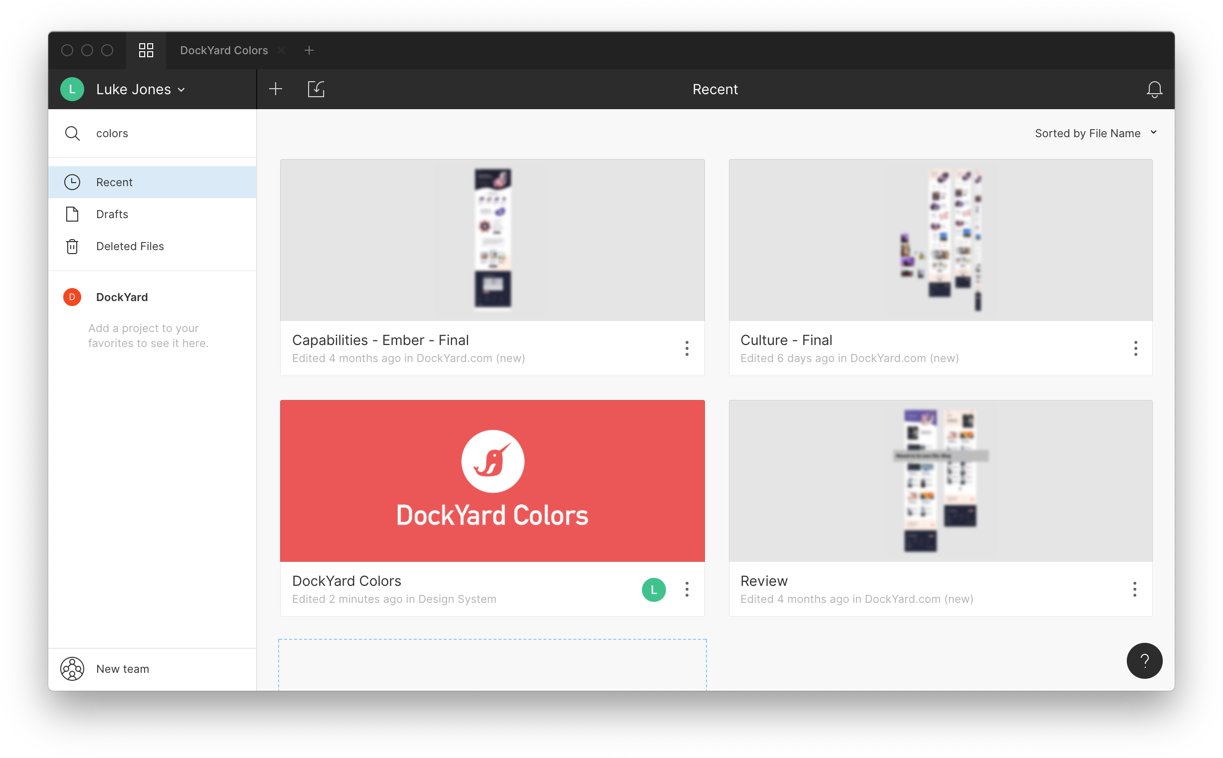 DockYard Colors
L
Luke Jones
Recent
colors
Sorted by File Name
Recent
Drafts
Deleted Files
D
DockYard
Add a project to your
favorites to see it here.
New team
Capabilities - Ember - Final
Edited 4 months ago in DockYard.com (new)
Culture - Final
Edited 6 days ago in DockYard.com (new)
DockYard Colors
DockYard Colors
Edited 2 minutes ago in Design System
L
Review
Edited 4 months ago in DockYard.com (new)
?